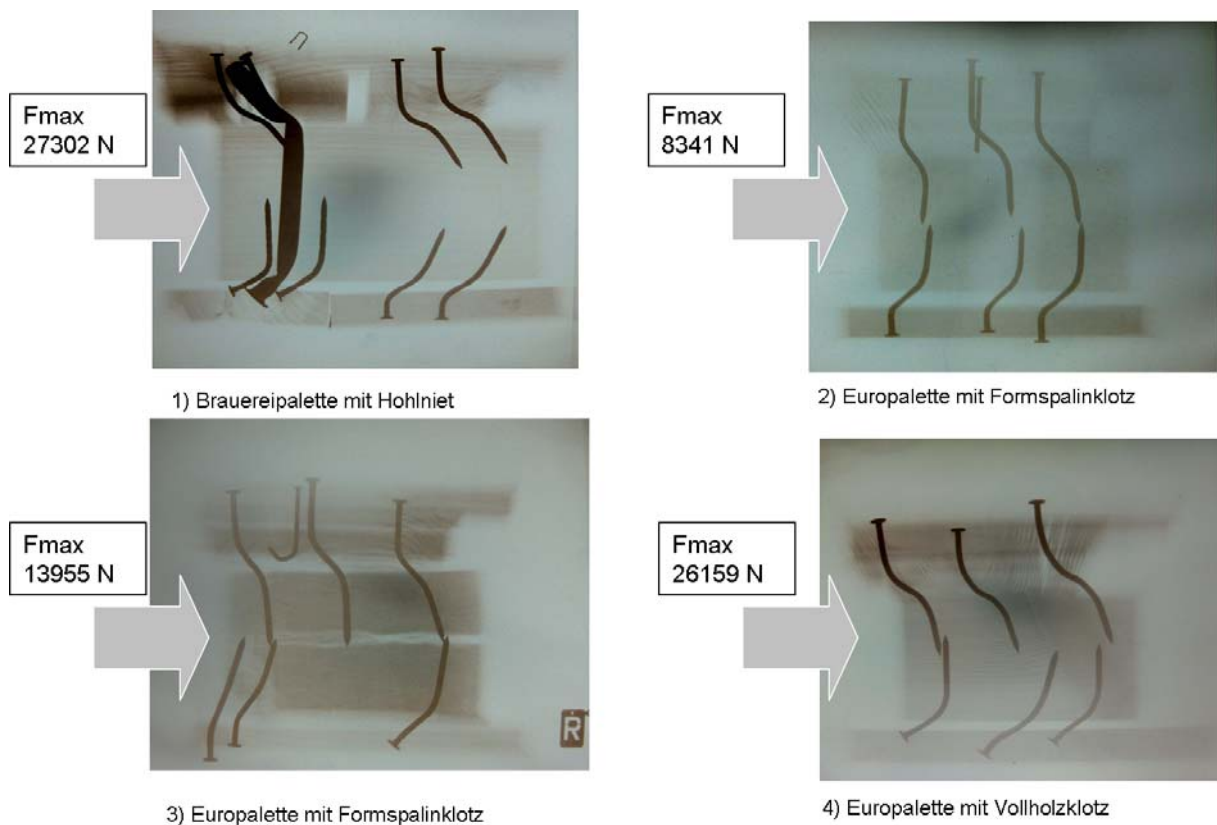 Fmax
27302 N
1) Brauereipalette mit Hohlniet
Fmax
8341 N
2) Europalette mit Formspalinklotz
Fmax
13955 N
R
3) Europalette mit Formspalinklotz
Fmax
26159 N
4) Europalette mit Vollholzklotz